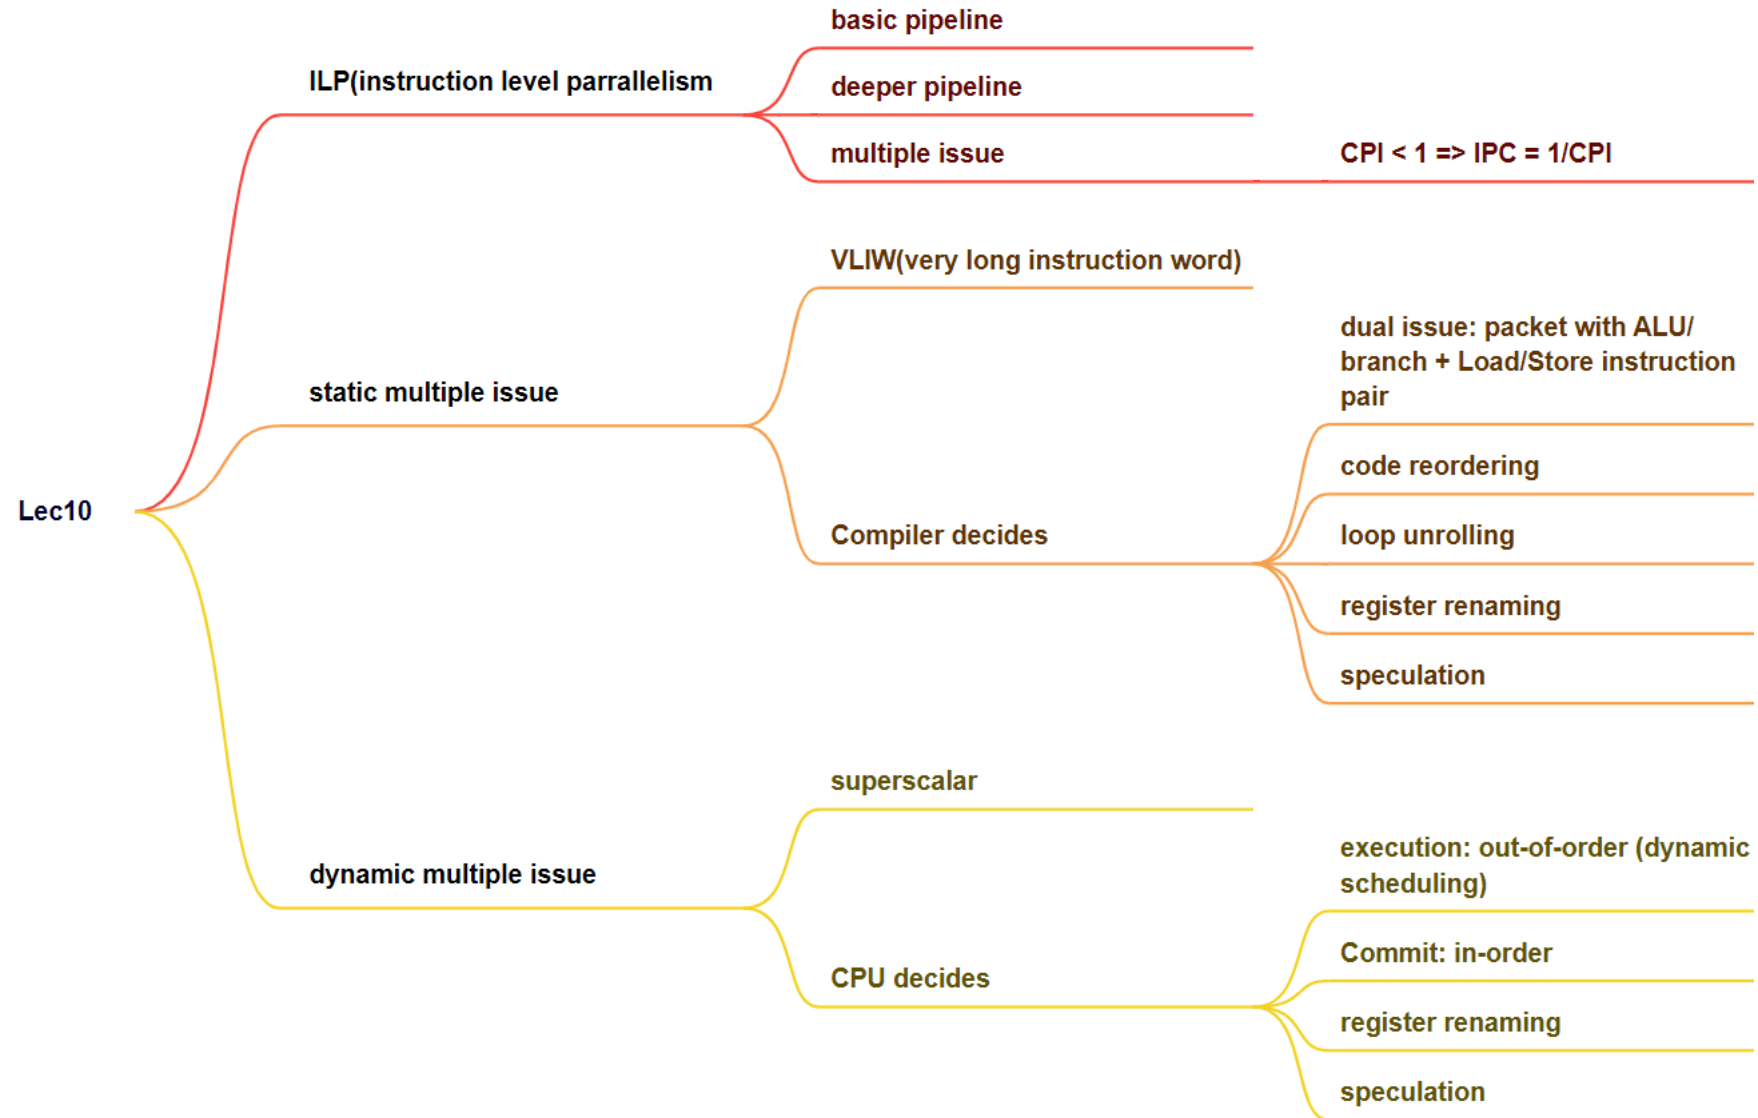 Lec10
ILP(instruction level parrallelism
basic pipeline
deeper pipeline
multiple issue
CPI < 1 => IPC = 1/CPI
static multiple issue
VLIW(very long instruction word)
Compiler decides
dual issue: packet with ALU/
branch + Load/Store instruction
pair
code reordering
loop unrolling
register renaming
speculation
dynamic multiple issue
superscalar
CPU decides
execution: out-of-order (dynamic
scheduling)
Commit: in-order
register renaming
speculation